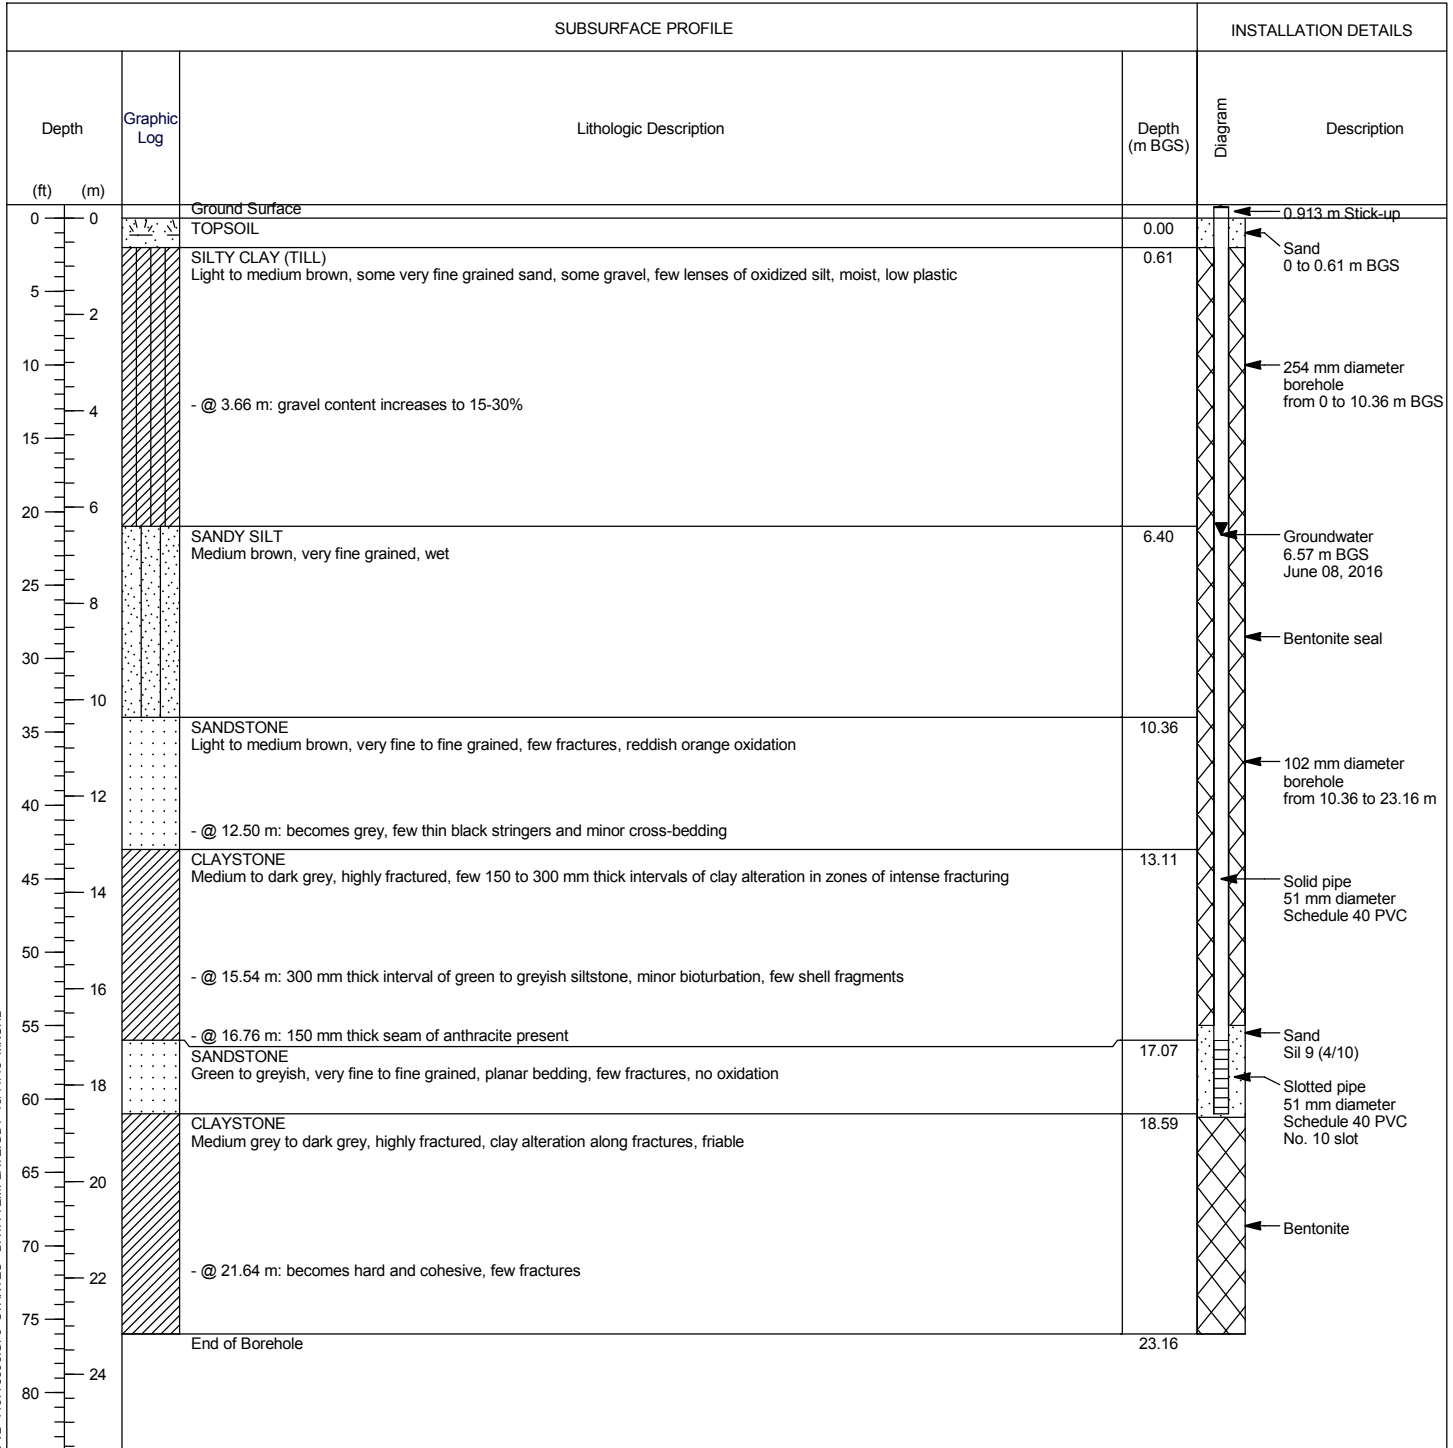 SUBSURFACE PROFILE
INSTALLATION DETAILS
Depth
Graphic
Log
Lithologic Description
Depth
(m BGS)
Diagram
Description
(ft) (m)
Ground Surface
0.913 m Stick-up
0 0
TOPSOIL
0.00
Sand
0 to 0.61 m BGS
SILTY CLAY (TILL)
0.61
Light to medium brown, some very fine grained sand, some gravel, few lenses of oxidized silt, moist, low plastic
5
2
10
254 mm diameter
borehole
from 0 to 10.36 m BGS
- @ 3.66 m: gravel content increases to 15-30%
4
15
6
20
SANDY SILT
6.40
Medium brown, very fine grained, wet
Groundwater
6.57 m BGS
June 08, 2016
25
8
Bentonite seal
30
10
SANDSTONE
10.36
Light to medium brown, very fine to fine grained, few fractures, reddish orange oxidation
35
102 mm diameter
borehole
from 10.36 to 23.16 m
12
40
- @ 12.50 m: becomes grey, few thin black stringers and minor cross-bedding
CLAYSTONE
13.11
Medium to dark grey, highly fractured, few 150 to 300 mm thick intervals of clay alteration in zones of intense fracturing
45
14
Solid pipe
51 mm diameter
Schedule 40 PVC
50
- @ 15.54 m: 300 mm thick interval of green to greyish siltstone, minor bioturbation, few shell fragments
16
55
- @ 16.76 m: 150 mm thick seam of anthracite present
Sand
Sil 9 (4/10)
SANDSTONE
17.07
Green to greyish, very fine to fine grained, planar bedding, few fractures, no oxidation
18
60
Slotted pipe
51 mm diameter
Schedule 40 PVC
No. 10 slot
CLAYSTONE
18.59
Medium grey to dark grey, highly fractured, clay alteration along fractures, friable
65
20
Bentonite
70
- @ 21.64 m: becomes hard and cohesive, few fractures
22
75
End of Borehole
23.16
24
80